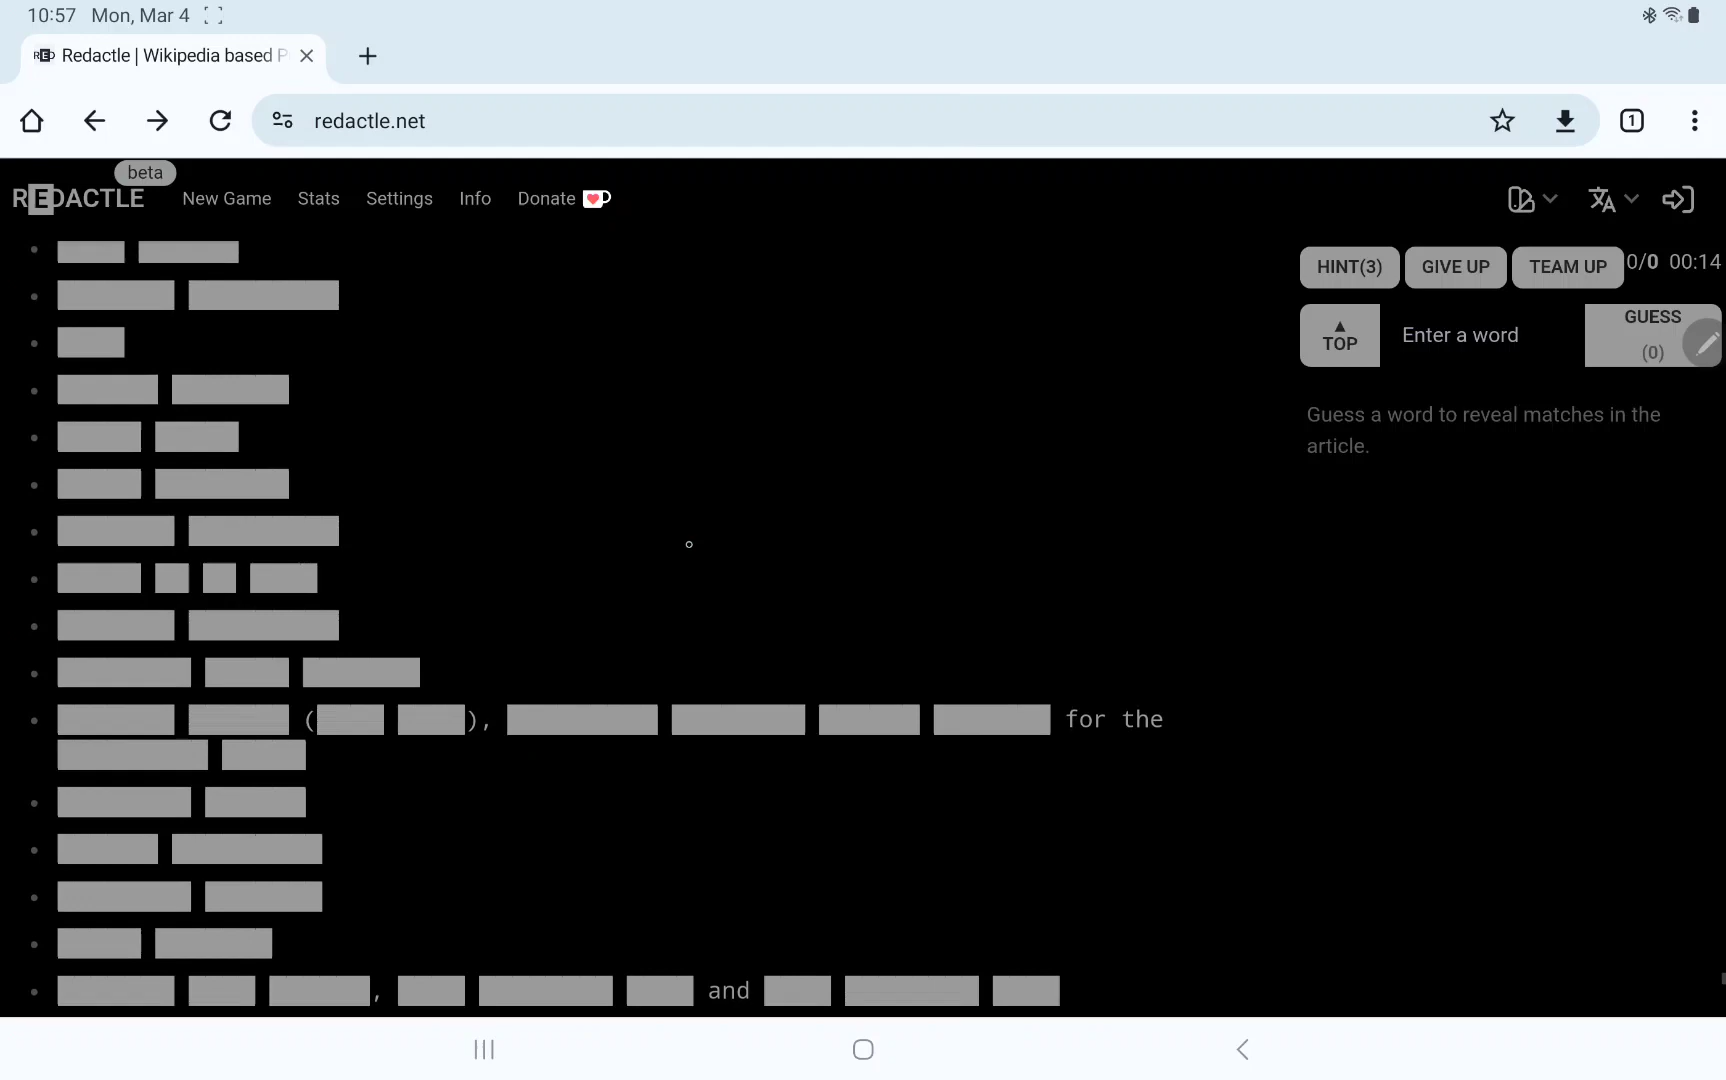 10:57 Mon, Mar 4
Redactle | Wikipedia based P
redactle.net
1
beta
REDACTLE New Game Stats Settings Info Donate
HINT(3) GIVE UP TEAM UP 0/0 00:14
▲
TOP
Enter a word
GUESS
(0)
Guess a word to reveal matches in the
article.
( ), for the
, and